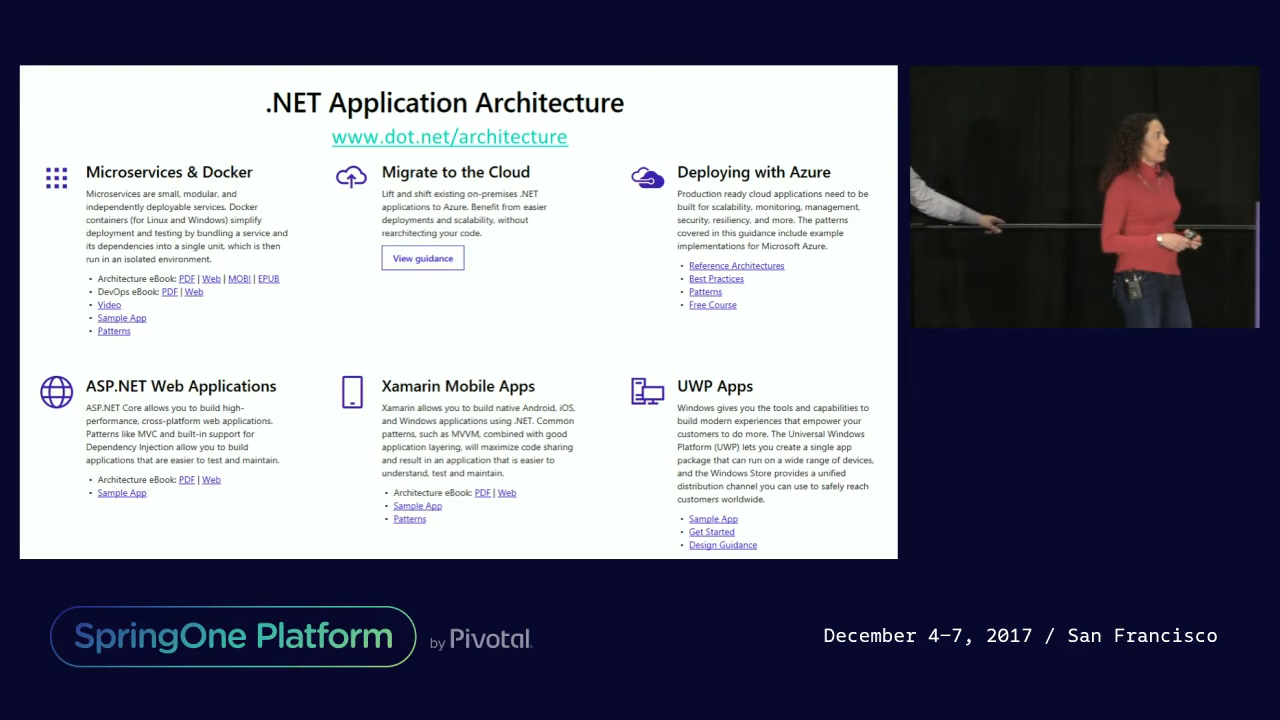 .NET Application Architecture
www.dot.net/architecture
Microservices & Docker
Microservices are small, modular, and
independently deployable services. Docker
containers (for Linux and Windows) simplify
deployment and testing by bundling a service and
its dependencies into a single unit, which is then
run in an isolated environment.
• Architecture eBook: PDF | Web | MOBI | EPUB
• DevOps eBook: PDF | Web
• Video
• Sample App
• Patterns
Migrate to the Cloud
Lift and shift existing on-premises .NET
applications to Azure. Benefit from easier
deployments and scalability, without
rearchitecting your code.
View guidance
Deploying with Azure
Production ready cloud applications need to be
built for scalability, monitoring, management,
security, resiliency, and more. The patterns
covered in this guidance include example
implementations for Microsoft Azure.
• Reference Architectures
• Best Practices
• Patterns
• Free Course
ASP.NET Web Applications
ASP.NET Core allows you to build high-
performance, cross-platform web applications.
Patterns like MVC and built-in support for
Dependency Injection allow you to build
applications that are easier to test and maintain.
• Architecture eBook: PDF | Web
• Sample App
Xamarin Mobile Apps
Xamarin allows you to build native Android, iOS,
and Windows applications using .NET. Common
patterns, such as MVVM, combined with good
application layering, will maximize code sharing
and result in an application that is easier to
understand, test and maintain.
• Architecture eBook: PDF | Web
• Sample App
• Patterns
UWP Apps
Windows gives you the tools and capabilities to
build modern experiences that empower your
customers to do more. The Universal Windows
Platform (UWP) lets you create a single app
package that can run on a wide range of devices,
and the Windows Store provides a unified
distribution channel you can use to safely reach
customers worldwide.
• Sample App
• Get Started
• Design Guidance
SpringOne Platform by Pivotal.
December 4–7, 2017 / San Francisco